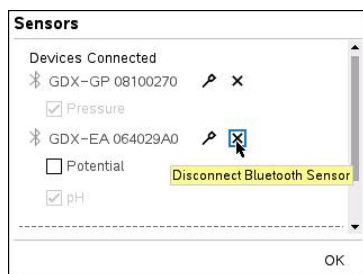 Sensors
Devices Connected
GDX-GP 08100270
Pressure
GDX-EA 064029A0
Potential
Disconnect Bluetooth Sensor
pH
OK